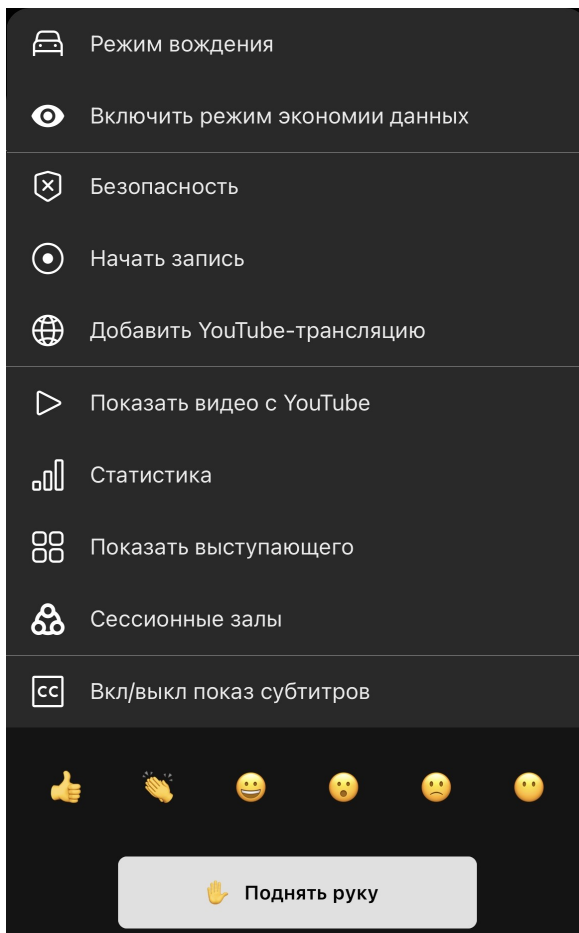 Режим вождения
Включить режим экономии данных
Безопасность
Начать запись
Добавить YouTube-трансляцию
Показать видео с YouTube
Статистика
Показать выступающего
Сессионные залы
CC Вкл/выкл показ субтитров
Поднять руку